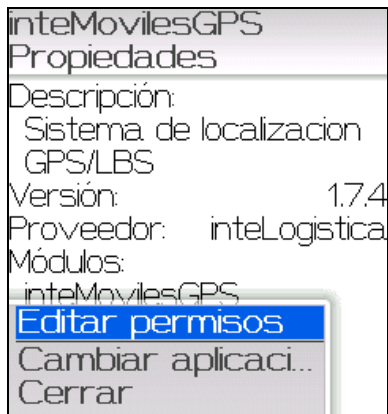 inteMovilesGPS
Propiedades
Descripción:
Sistema de localizacion
GPS/LBS
Versión: 1.7.4
Proveedor: inteLogistica
Módulos:
inteMovilesGPS
Editar permisos
Cambiar aplicaci...
Cerrar